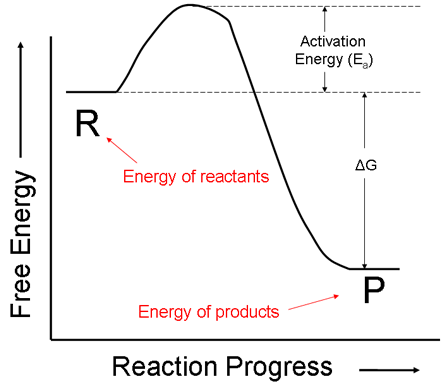 Activation
Energy (Ea)
R
Energy of reactants
ΔG
Free Energy
P
Energy of products
Reaction Progress